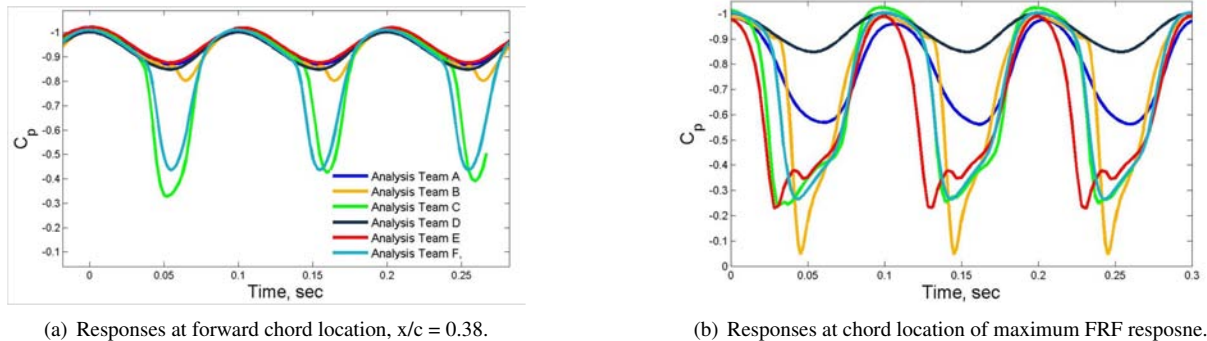 -1
-0.9
-0.8
-0.7
-0.6
-0.5
-0.4
-0.3
-0.2
-0.1
C_p
Analysis Team A
Analysis Team B
Analysis Team C
Analysis Team D
Analysis Team E
Analysis Team F.
0 0.05 0.1 0.15 0.2 0.25
Time, sec
(a) Responses at forward chord location, x/c = 0.38.
-1
-0.9
-0.8
-0.7
-0.6
-0.5
-0.4
-0.3
-0.2
-0.1
0
C_p
0 0.05 0.1 0.15 0.2 0.25 0.3
Time, sec
(b) Responses at chord location of maximum FRF resposne.